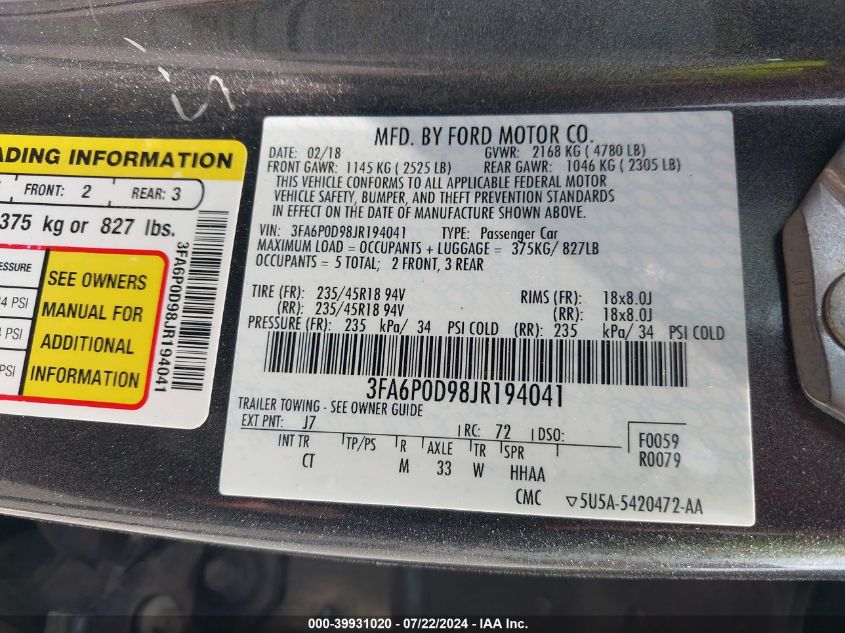 ADING INFORMATION
FRONT: 2 REAR: 3
375 kg or 827 lbs.
3FA6P0D98JR194041
SEE OWNERS
MANUAL FOR
ADDITIONAL
INFORMATION
4 PSI
PSI
PSI
MFD. BY FORD MOTOR CO.
DATE: 02/18 GVWR: 2168 KG ( 4780 LB)
FRONT GAWR: 1145 KG ( 2525 LB) REAR GAWR: 1046 KG ( 2305 LB)
THIS VEHICLE CONFORMS TO ALL APPLICABLE FEDERAL MOTOR
VEHICLE SAFETY, BUMPER, AND THEFT PREVENTION STANDARDS
IN EFFECT ON THE DATE OF MANUFACTURE SHOWN ABOVE.
VIN: 3FA6P0D98JR194041 TYPE: Passenger Car
MAXIMUM LOAD = OCCUPANTS + LUGGAGE = 375KG/ 827LB
OCCUPANTS = 5 TOTAL; 2 FRONT, 3 REAR
TIRE (FR): 235/45R18 94V RIMS (FR): 18x8.0J
(RR): 235/45R18 94V (RR): 18x8.0J
PRESSURE (FR): 235 kPa/ 34 PSI COLD (RR): 235 kPa/ 34 PSI COLD
3FA6P0D98JR194041
TRAILER TOWING - SEE OWNER GUIDE
EXT PNT: J7 RC: 72 DSO:
INT TR TP/PS R AXLE TR SPR F0059
CT M 33 W HHAA R0079
CMC ▽5U5A-5420472-AA
000-39931020 - 07/22/2024 - IAA Inc.